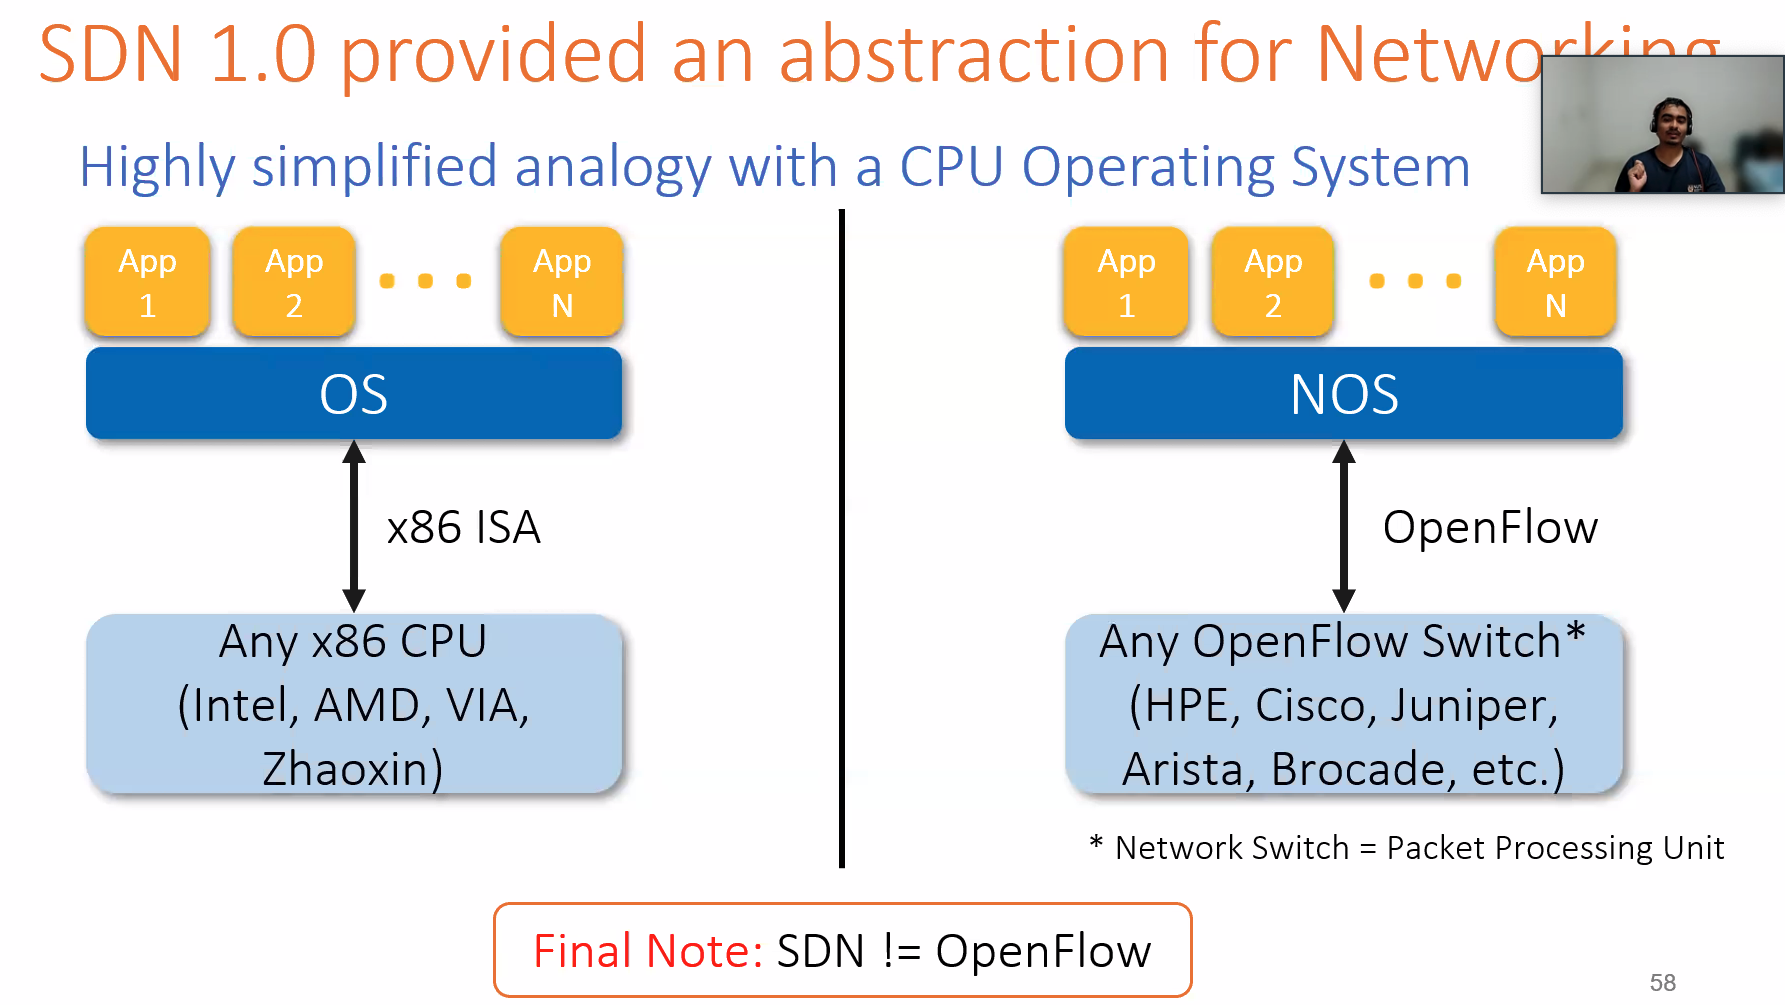 SDN 1.0 provided an abstraction for Networking
Highly simplified analogy with a CPU Operating System
App
1
App
2
App
N
OS
x86 ISA
Any x86 CPU
(Intel, AMD, VIA,
Zhaoxin)
App
1
App
2
App
N
NOS
OpenFlow
Any OpenFlow Switch*
(HPE, Cisco, Juniper,
Arista, Brocade, etc.)
* Network Switch = Packet Processing Unit
Final Note: SDN != OpenFlow
58